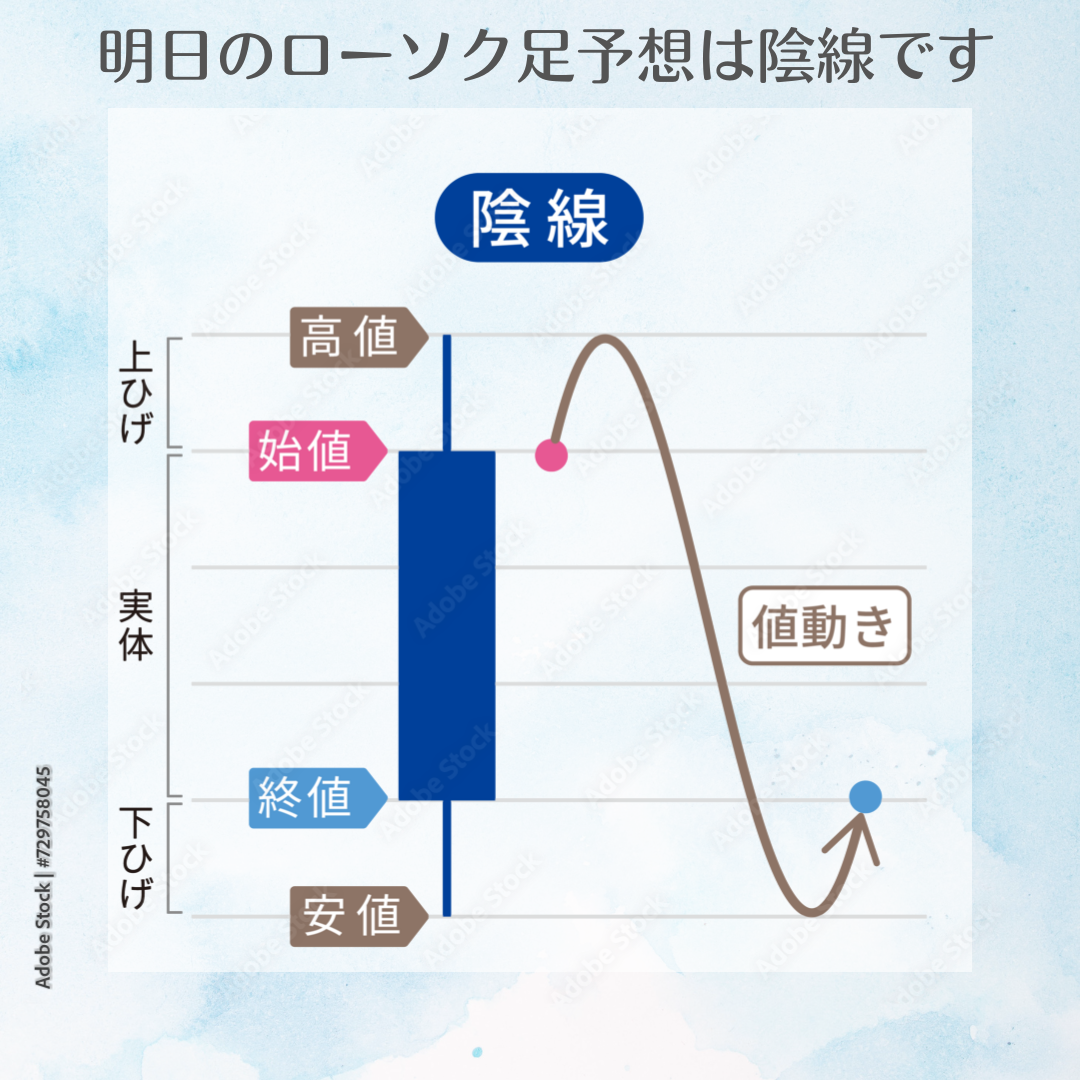 明日のローソク足予想は陰線です
陰線
高値
上ひげ
始値
実体
値動き
終値
下ひげ
安値
Adobe Stock | #729758045
Adobe Stock